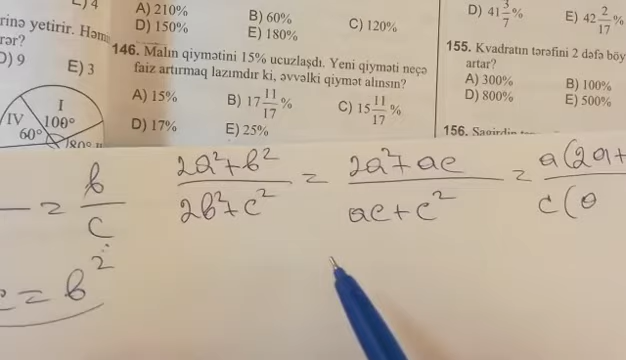 A) 210% B) 60% C) 120%
D) 150% E) 180%
yetirir.
rər?
D) 9 E) 3
I
IV 100°
60°
146. Malın qiymətini 15% ucuzlaşdı. Yeni qiyməti neçə
faiz artırmaq lazımdır ki, əvvəlki qiymət alınsın?
A) 15% B) 17 11/17 % C) 15 11/17 %
D) 17% E) 25%
D) 41 3/7 % E) 42 2/17 %
155. Kvadratın tərəfini 2 dəfə böy
artar?
A) 300% B) 100%
D) 800% E) 500%
156.
= b/c
(2a²+b²)/(2b²+c²) = (2a²+ac)/(ac+c²) = a(2a+ / c(
= b²